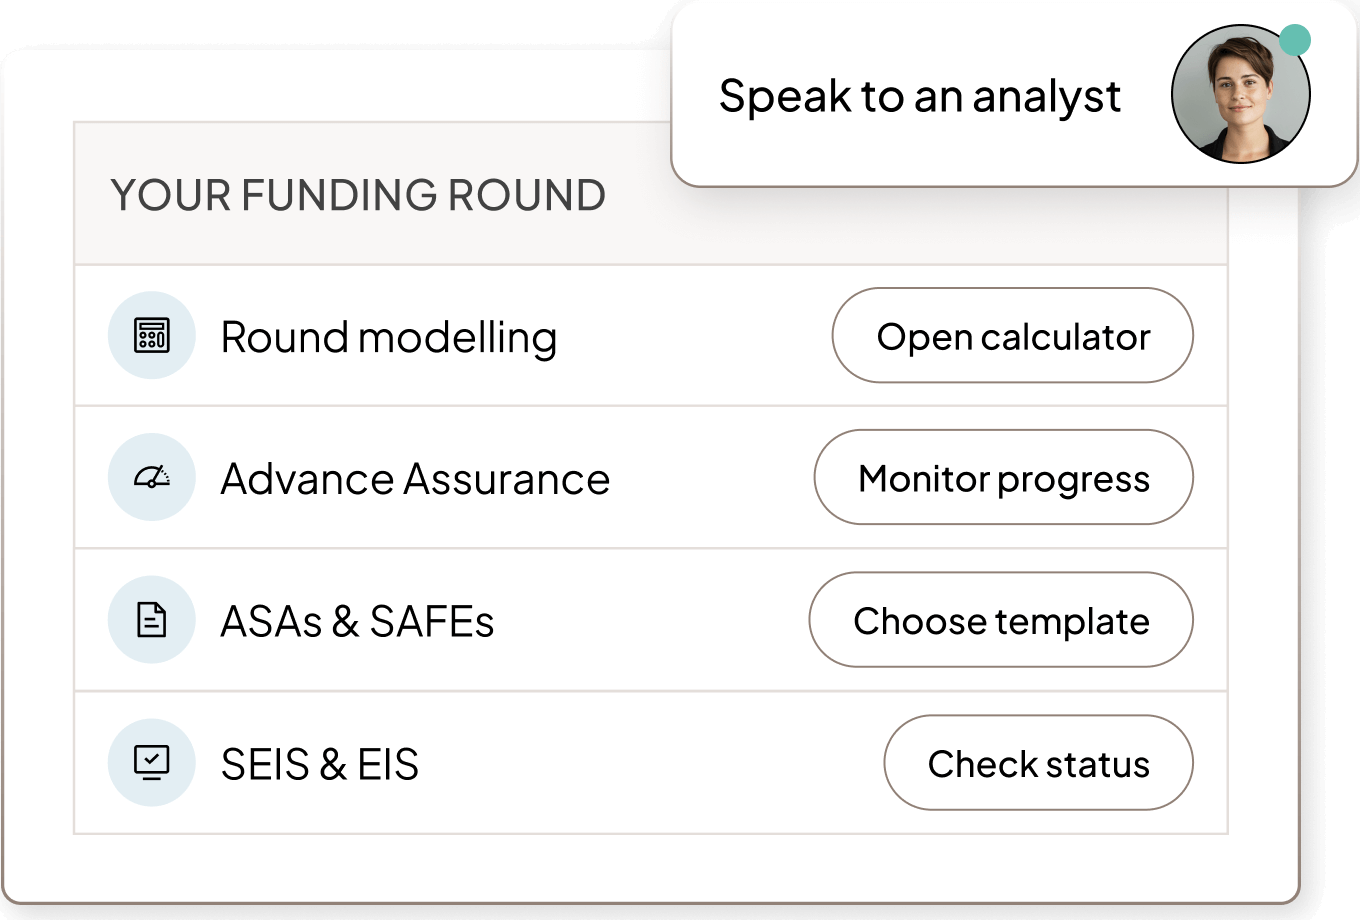 Speak to an analyst
YOUR FUNDING ROUND
Round modelling
Open calculator
Advance Assurance
Monitor progress
ASAs & SAFEs
Choose template
SEIS & EIS
Check status